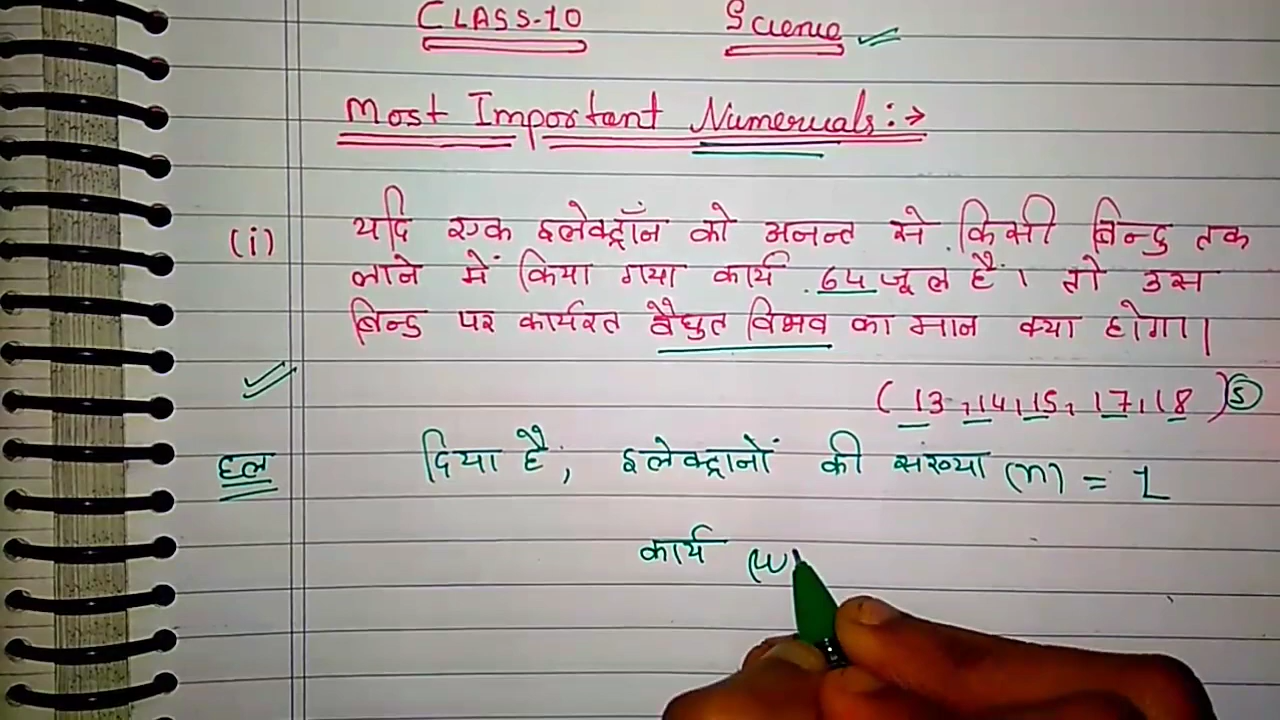 CLASS-10 Science
Most Important Numericals:→
(i) यदि एक इलेक्ट्रॉन को अनन्त से किसी बिन्दु तक
लाने में किया गया कार्य 64 जूल है। तो उस
बिन्दु पर कार्यरत वैधुत विभव का मान क्या होगा।
(13,14,15,17,18) S
हल दिया है, इलेक्ट्रानों की संख्या (n) = 1
कार्य (W)